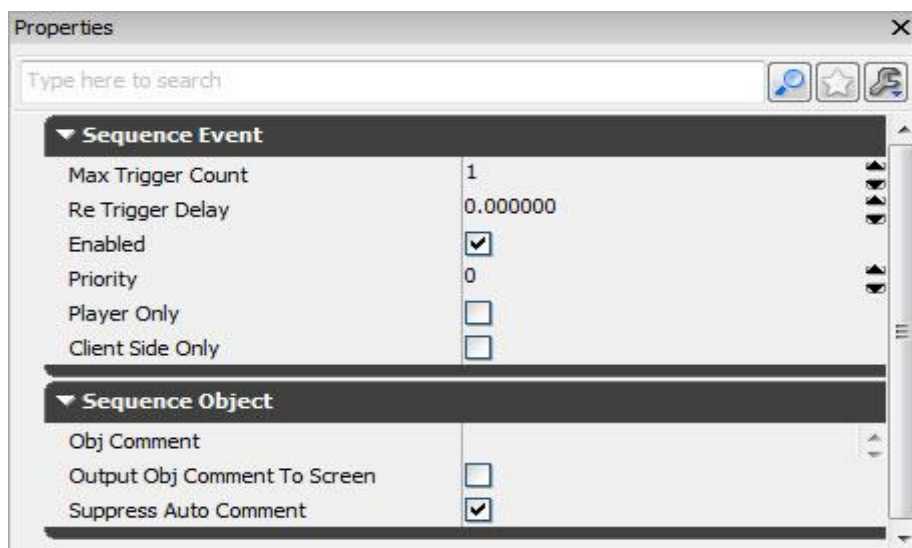 Properties
Type here to search
Sequence Event
Max Trigger Count 1
Re Trigger Delay 0.000000
Enabled
Priority 0
Player Only
Client Side Only
Sequence Object
Obj Comment
Output Obj Comment To Screen
Suppress Auto Comment